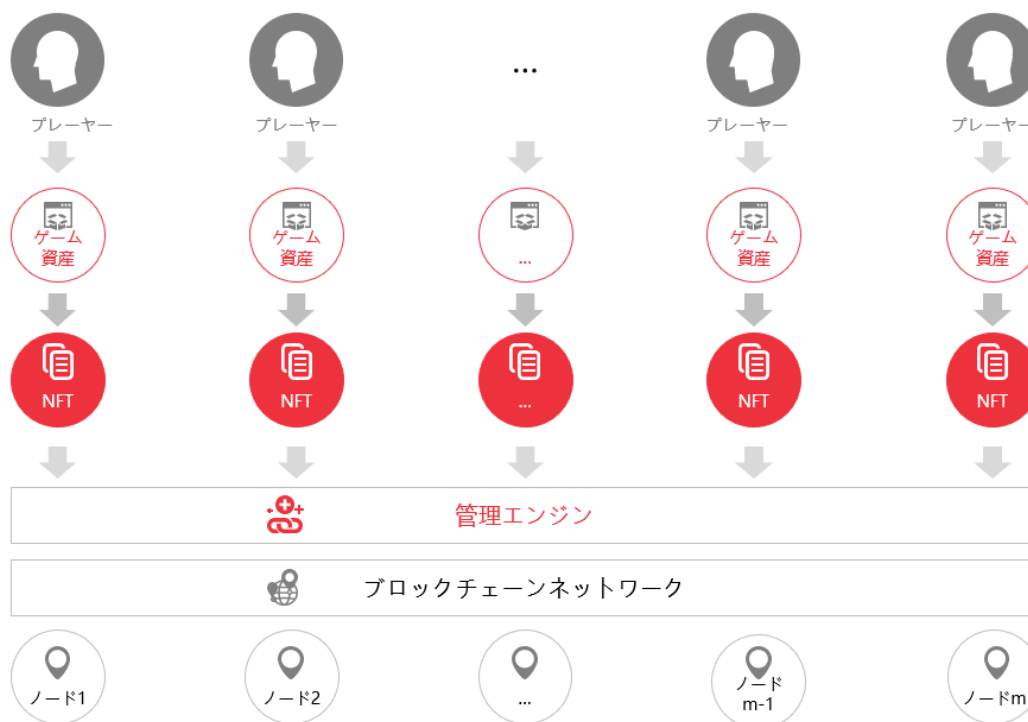 ...
プレーヤー プレーヤー プレーヤー プレーヤー
ゲーム ゲーム ゲーム ゲーム
資産 資産 ... 資産 資産
NFT NFT ... NFT NFT
管理エンジン
ブロックチェーンネットワーク
ノード1 ノード2 ... ノード ノードm
m-1